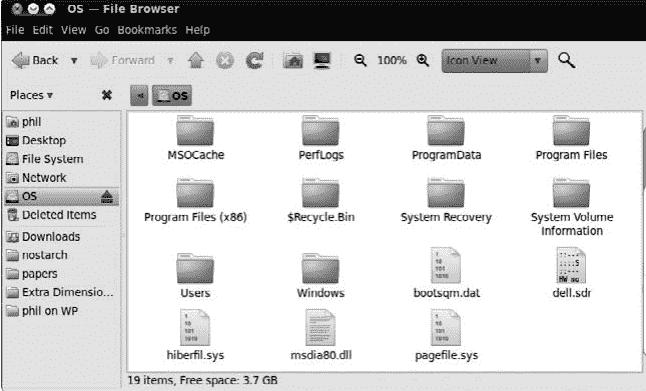 OS — File Browser
File Edit View Go Bookmarks Help
Back Forward 100% Icon View
Places OS
phil
Desktop
File System
Network
OS
Deleted Items
Downloads
nostarch
papers
Extra Dimensio...
phil on WP
MSOCache PerfLogs ProgramData Program Files
Program Files (x86) $Recycle.Bin System Recovery System Volume
Information
Users Windows bootsqm.dat dell.sdr
hiberfil.sys msdia80.dll pagefile.sys
19 items, Free space: 3.7 GB